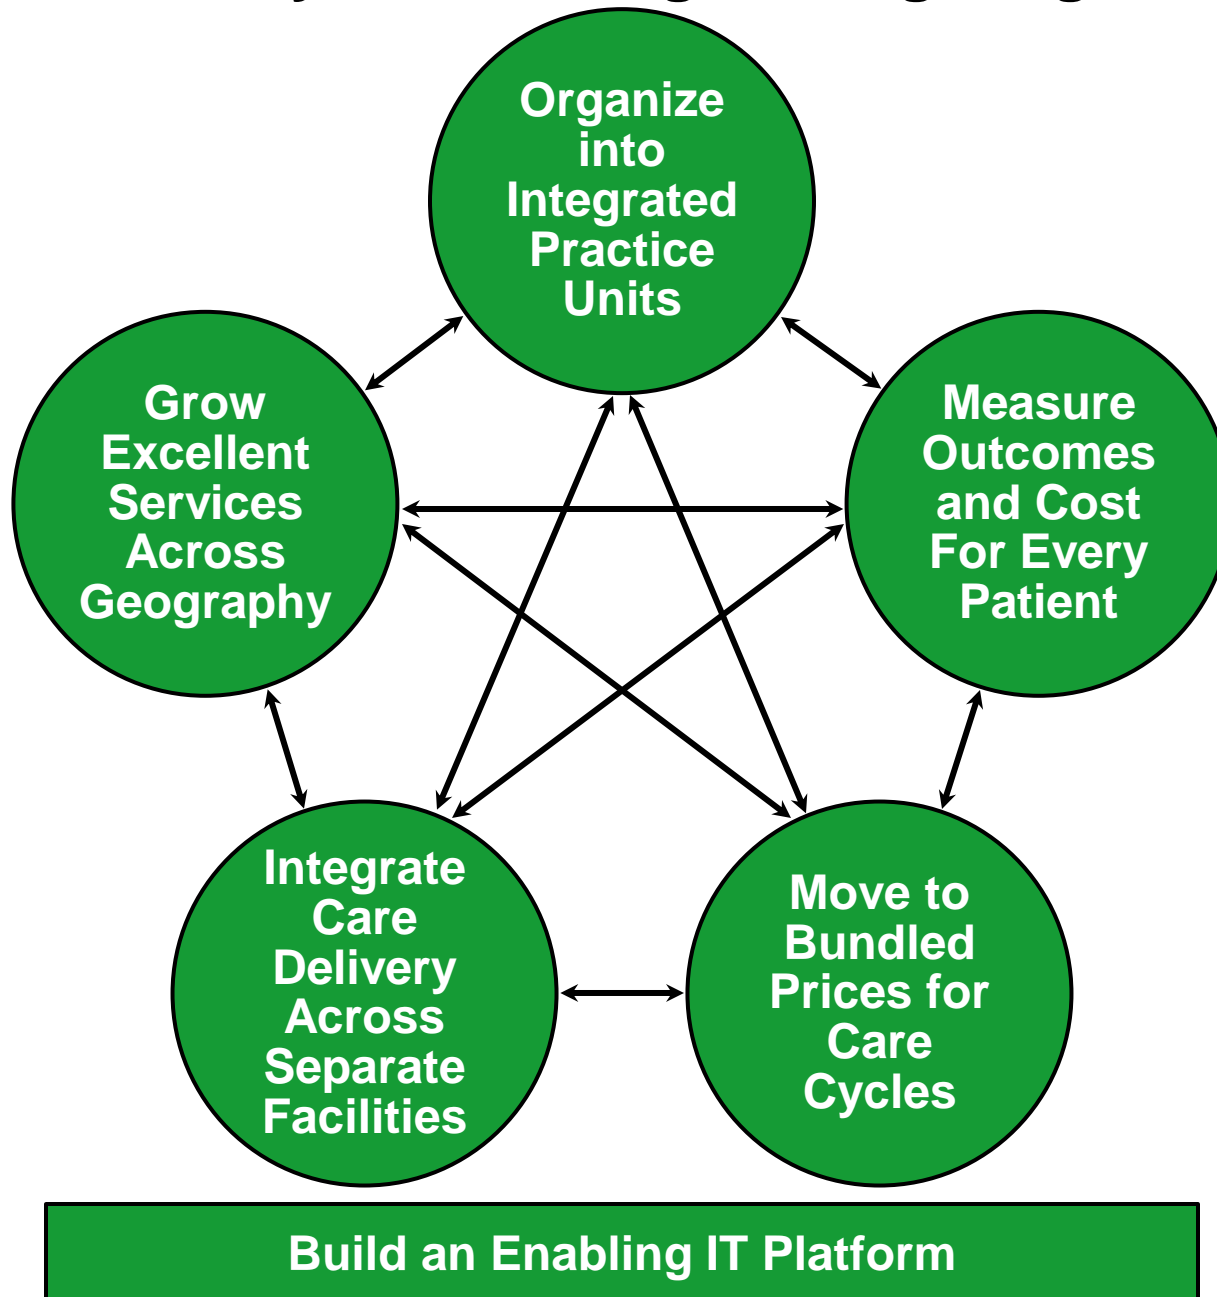 Organize
into
Integrated
Practice
Units
Grow
Excellent
Services
Across
Geography
Measure
Outcomes
and Cost
For Every
Patient
Integrate
Care
Delivery
Across
Separate
Facilities
Move to
Bundled
Prices for
Care
Cycles
Build an Enabling IT Platform